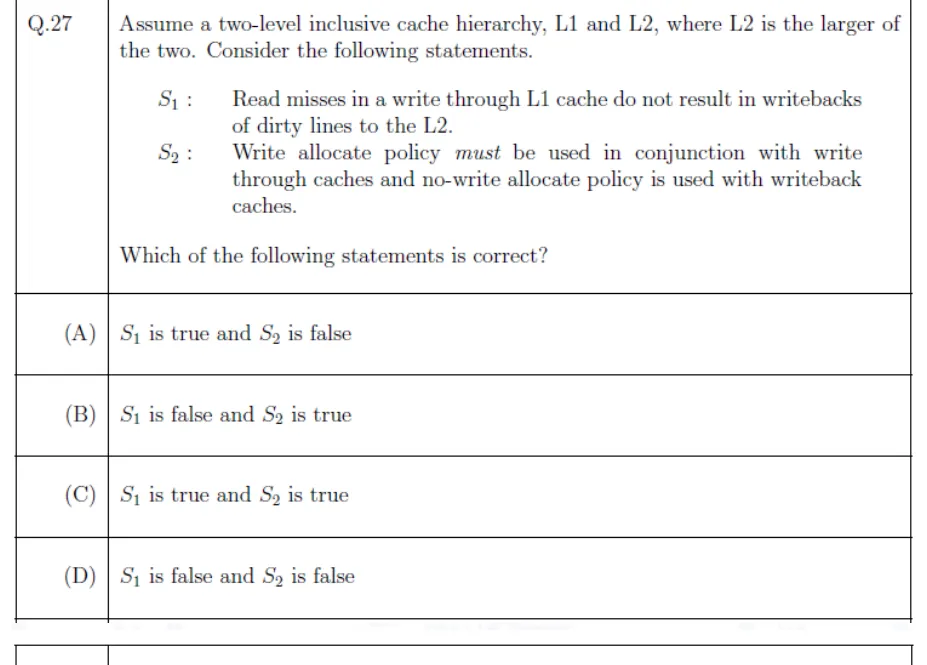 Q.27 Assume a two-level inclusive cache hierarchy, L1 and L2, where L2 is the larger of
the two. Consider the following statements.
S₁ : Read misses in a write through L1 cache do not result in writebacks
of dirty lines to the L2.
S₂ : Write allocate policy must be used in conjunction with write
through caches and no-write allocate policy is used with writeback
caches.
Which of the following statements is correct?
(A) S₁ is true and S₂ is false
(B) S₁ is false and S₂ is true
(C) S₁ is true and S₂ is true
(D) S₁ is false and S₂ is false